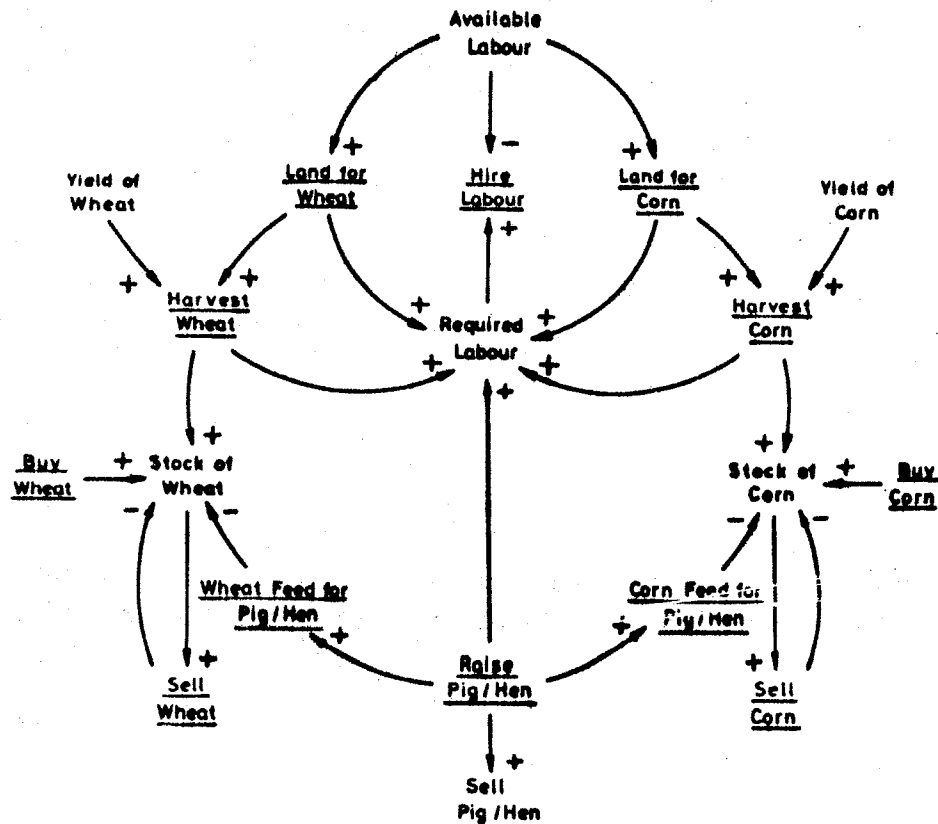 Available
Labour
+
+
-
Land for
Wheat
Hire
Labour
Land for
Corn
Yield of
Wheat
Yield of
Corn
+
+
+
+
+
Harvest
Wheat
Harvest
Corn
+
+
Required
Labour
+
+
+
+
+
Buy
Wheat
+
Stock of
Wheat
Stock of
Corn
+
Buy
Corn
-
-
-
-
Wheat Feed for
Pig/Hen
Corn Feed for
Pig/Hen
+
+
+
Sell
Wheat
Raise
Pig/Hen
+
Sell
Corn
+
Sell
Pig/Hen